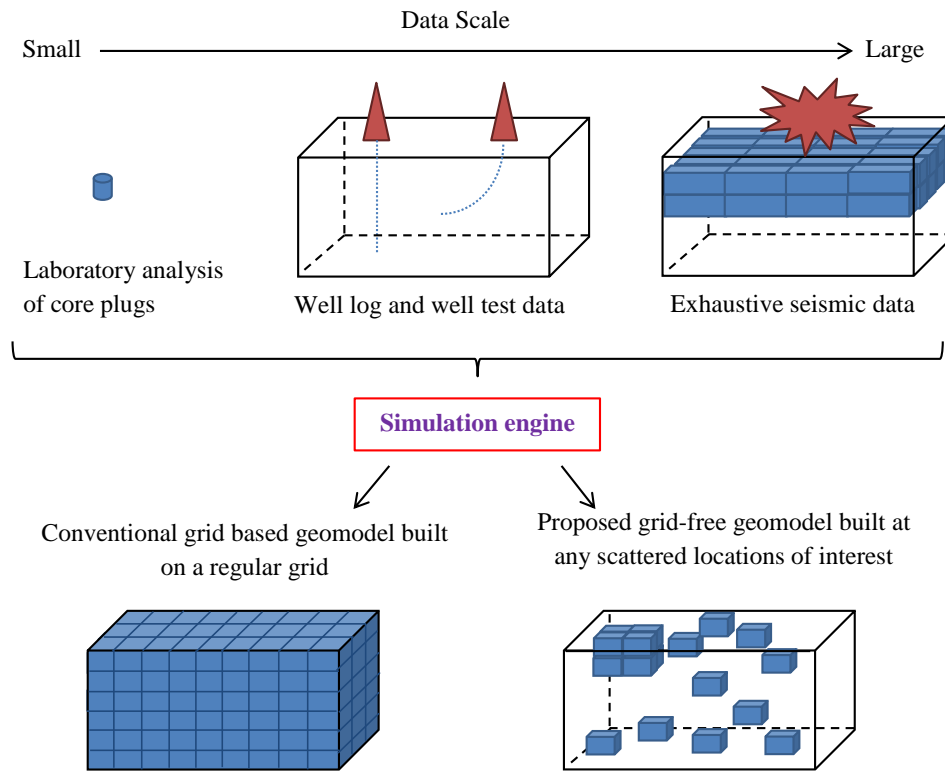 Data Scale
Small
Large
Laboratory analysis
of core plugs
Well log and well test data
Exhaustive seismic data
Simulation engine
Conventional grid based geomodel built
on a regular grid
Proposed grid-free geomodel built at
any scattered locations of interest